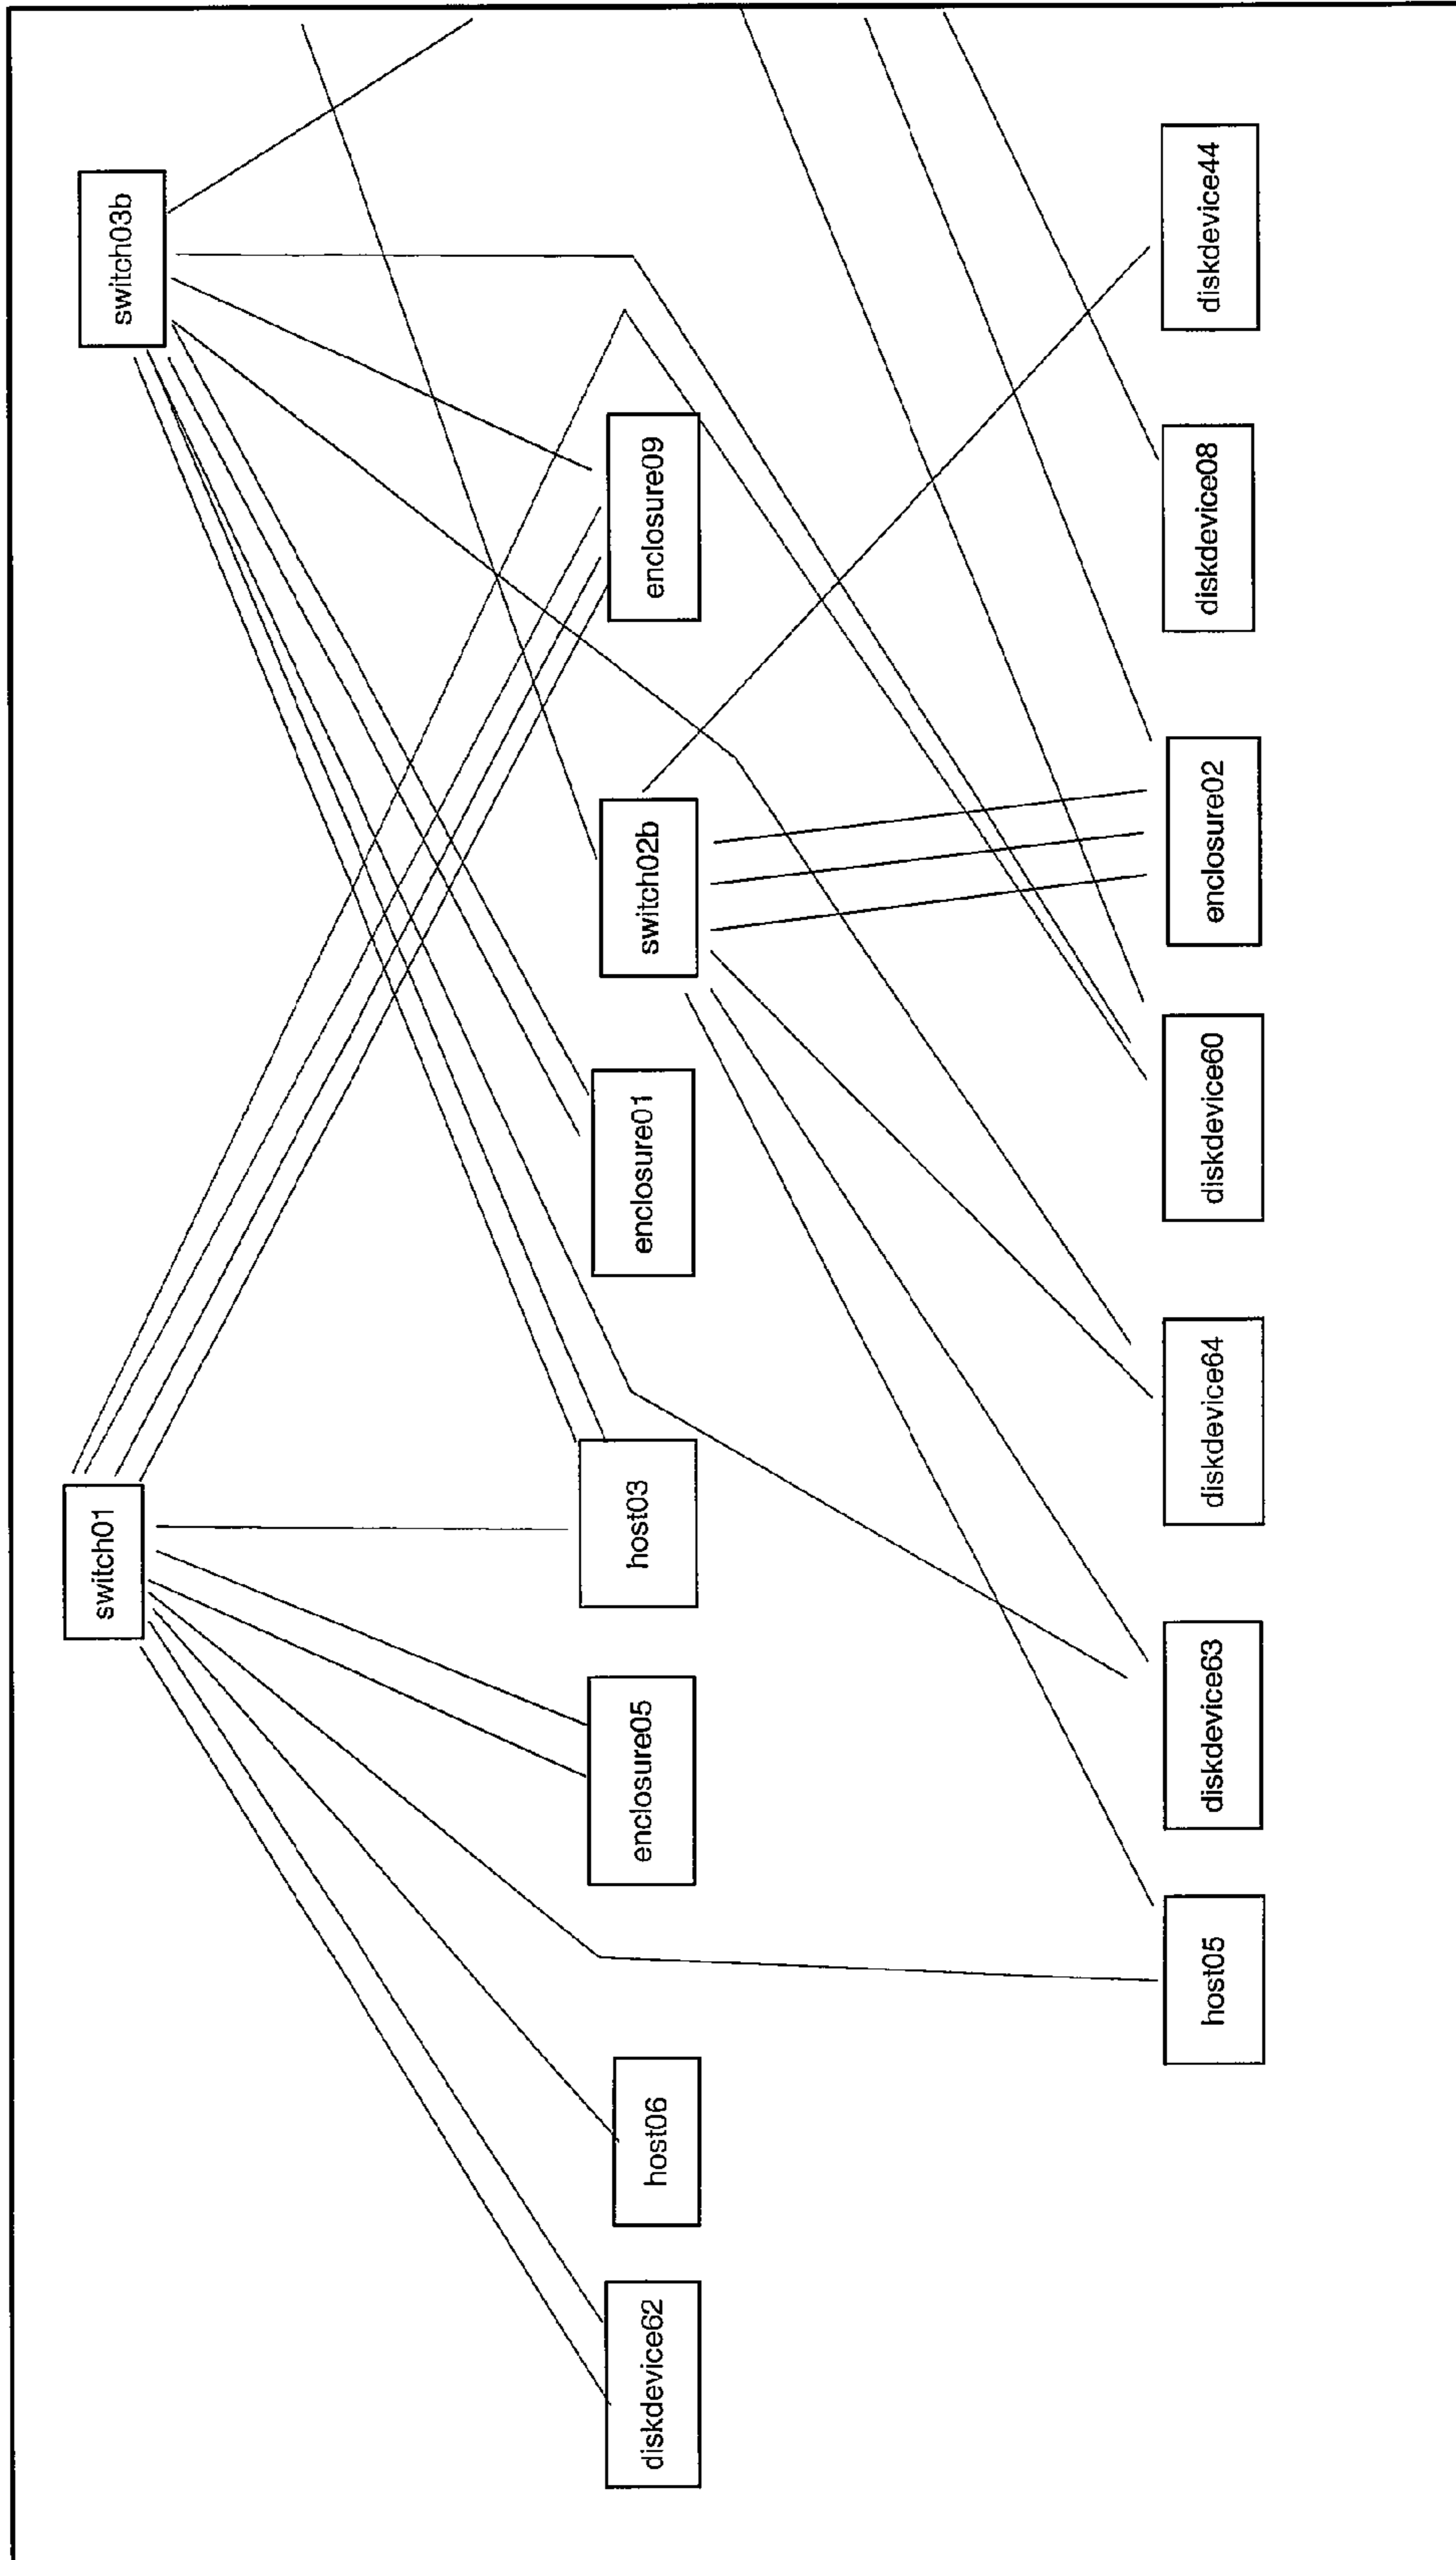 switch01
switch03b
diskdevice62
host06
enclosure05
host03
enclosure01
switch02b
enclosure09
host05
diskdevice63
diskdevice64
diskdevice60
enclosure02
diskdevice08
diskdevice44